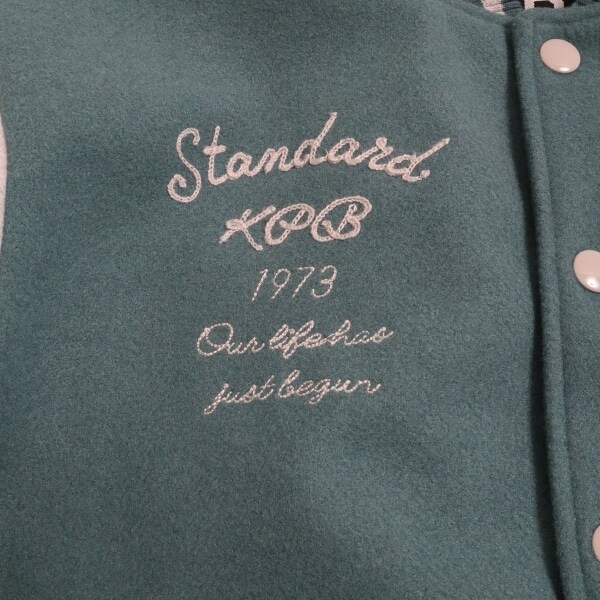 Standard
KPB
1973
Our life has
just begun